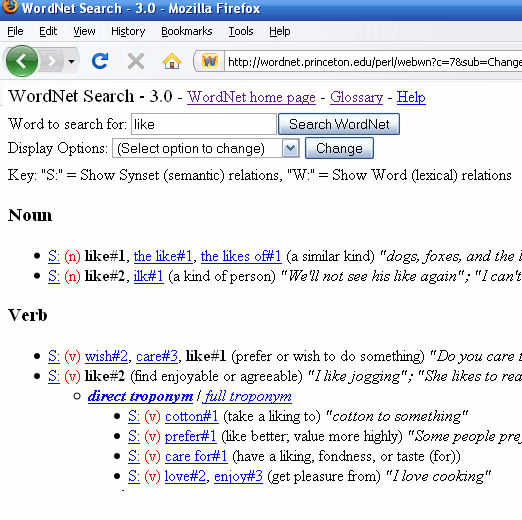 WordNet Search - 3.0 - Mozilla Firefox
File Edit View History Bookmarks Tools Help
W http://wordnet.princeton.edu/perl/webwn?c=7&sub=Change
WordNet Search - 3.0 - WordNet home page - Glossary - Help
Word to search for: like Search WordNet
Display Options: (Select option to change) Change
Key: "S:" = Show Synset (semantic) relations, "W:" = Show Word (lexical) relations
Noun
• S: (n) like#1, the like#1, the likes of#1 (a similar kind) "dogs, foxes, and the l
• S: (n) like#2, ilk#1 (a kind of person) "We'll not see his like again"; "I can't
Verb
• S: (v) wish#2, care#3, like#1 (prefer or wish to do something) "Do you care t
• S: (v) like#2 (find enjoyable or agreeable) "I like jogging"; "She likes to rea
○ direct troponym / full troponym
▪ S: (v) cotton#1 (take a liking to) "cotton to something"
▪ S: (v) prefer#1 (like better; value more highly) "Some people pre
▪ S: (v) care for#1 (have a liking, fondness, or taste (for))
▪ S: (v) love#2, enjoy#3 (get pleasure from) "I love cooking"